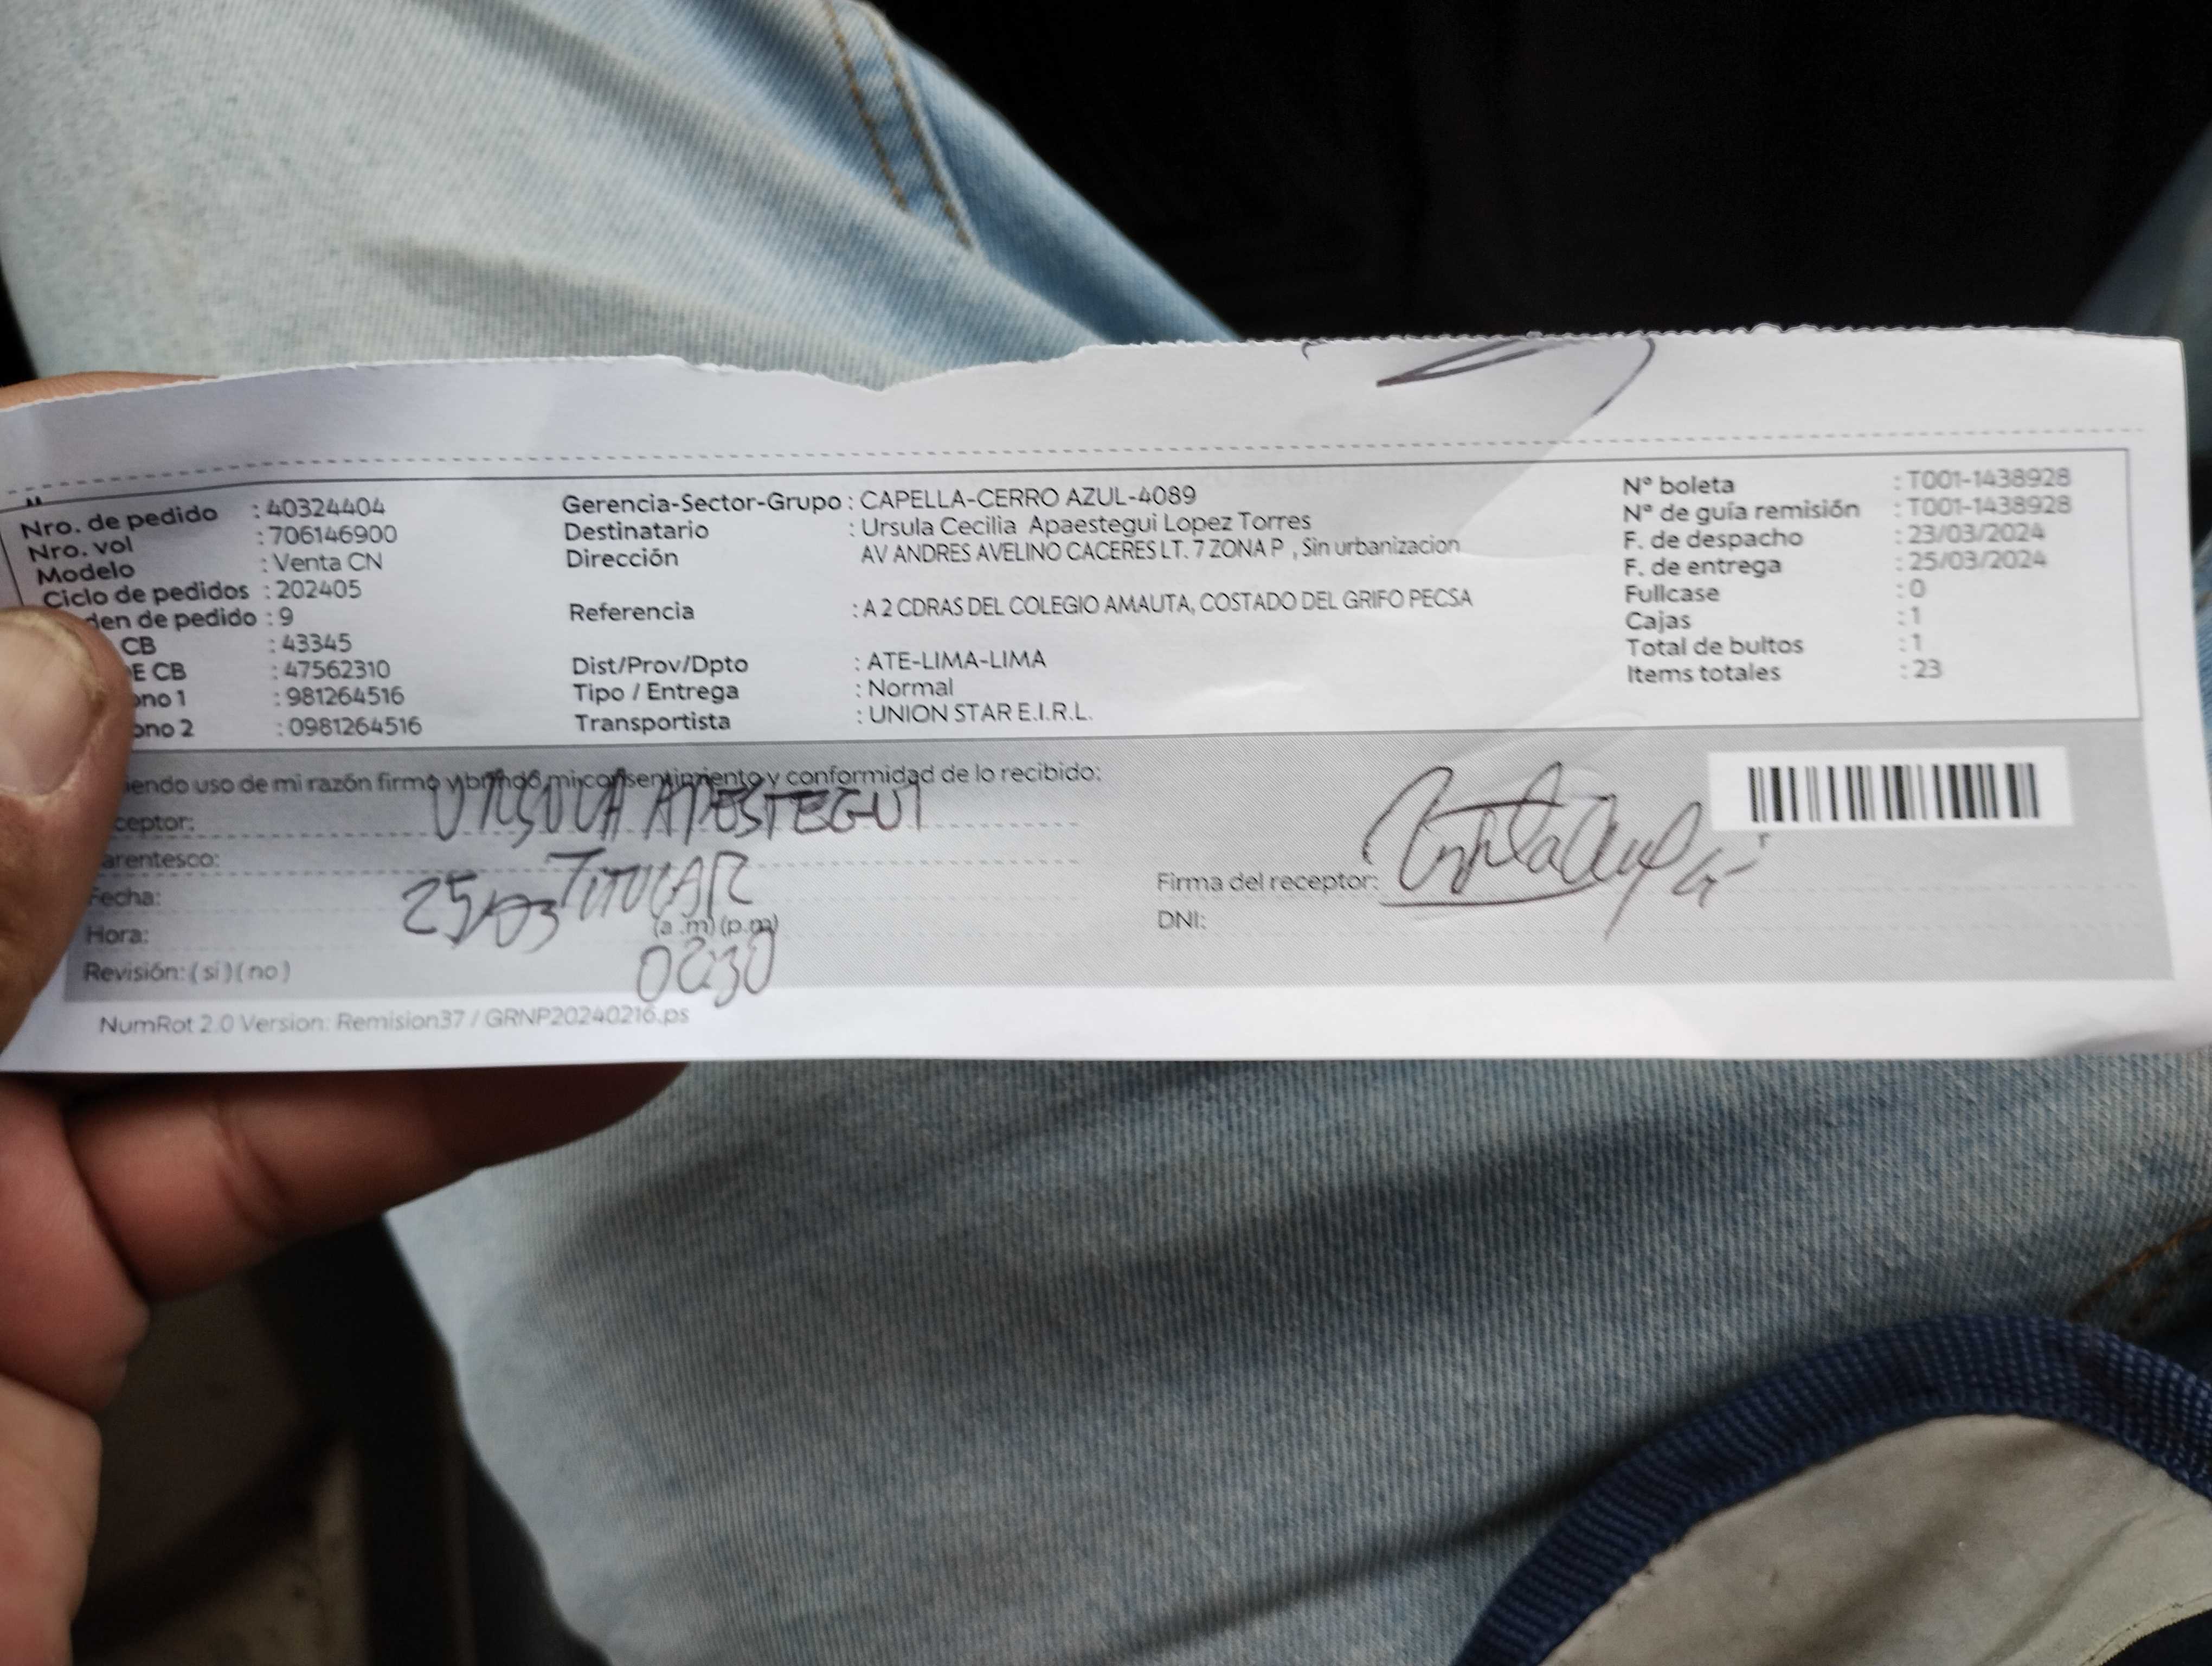 Nro. de pedido : 40324404
Nro. vol : 706146900
Modelo : Venta CN
Ciclo de pedidos : 202405
den de pedido : 9
CB : 43345
E CB : 47562310
ono 1 : 981264516
ono 2 : 0981264516
Gerencia-Sector-Grupo : CAPELLA-CERRO AZUL-4089
Destinatario : Ursula Cecilia Apaestegui Lopez Torres
Dirección AV ANDRES AVELINO CACERES LT. 7 ZONA P , Sin urbanizacion
Referencia : A 2 CDRAS DEL COLEGIO AMAUTA, COSTADO DEL GRIFO PECSA
Dist/Prov/Dpto : ATE-LIMA-LIMA
Tipo / Entrega : Normal
Transportista : UNION STAR E.I.R.L.
N° boleta : T001-1438928
N° de guía remisión : T001-1438928
F. de despacho : 23/03/2024
F. de entrega : 25/03/2024
Fullcase : 0
Cajas : 1
Total de bultos : 1
Items totales : 23
iendo uso de mi razón firmo y brindo mi consentimiento y conformidad de lo recibido:
ceptor: URSULA APESTEGUI
arentesco: TITULAR
Fecha: 25/03
Hora: (a .m) (p.m)
Revisión: ( si ) ( no )
Firma del receptor:
DNI:
NumRot 2.0 Version: Remision37 / GRNP20240216.ps